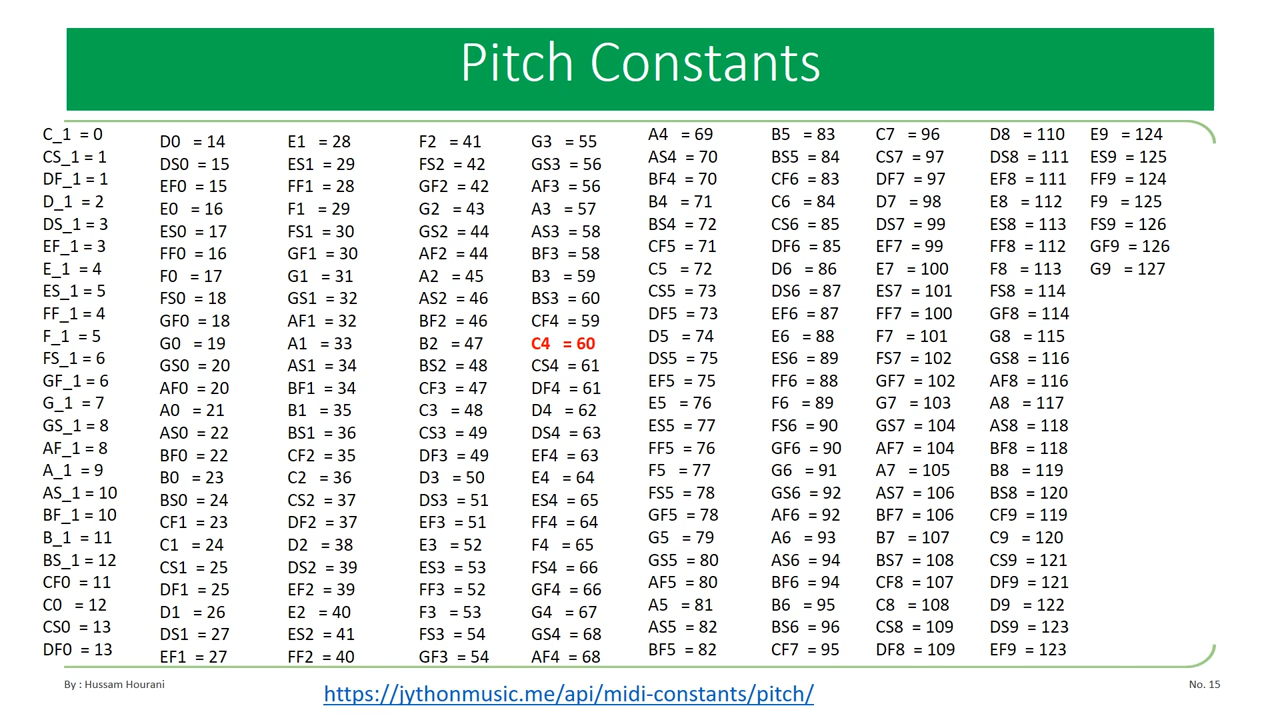 Pitch Constants
C_1 = 0
CS_1 = 1
DF_1 = 1
D_1 = 2
DS_1 = 3
EF_1 = 3
E_1 = 4
ES_1 = 5
FF_1 = 4
F_1 = 5
FS_1 = 6
GF_1 = 6
G_1 = 7
GS_1 = 8
AF_1 = 8
A_1 = 9
AS_1 = 10
BF_1 = 10
B_1 = 11
BS_1 = 12
CF0 = 11
C0 = 12
CS0 = 13
DF0 = 13
D0 = 14
DS0 = 15
EF0 = 15
E0 = 16
ES0 = 17
FF0 = 16
F0 = 17
FS0 = 18
GF0 = 18
G0 = 19
GS0 = 20
AF0 = 20
A0 = 21
AS0 = 22
BF0 = 22
B0 = 23
BS0 = 24
CF1 = 23
C1 = 24
CS1 = 25
DF1 = 25
D1 = 26
DS1 = 27
EF1 = 27
E1 = 28
ES1 = 29
FF1 = 28
F1 = 29
FS1 = 30
GF1 = 30
G1 = 31
GS1 = 32
AF1 = 32
A1 = 33
AS1 = 34
BF1 = 34
B1 = 35
BS1 = 36
CF2 = 35
C2 = 36
CS2 = 37
DF2 = 37
D2 = 38
DS2 = 39
EF2 = 39
E2 = 40
ES2 = 41
FF2 = 40
F2 = 41
FS2 = 42
GF2 = 42
G2 = 43
GS2 = 44
AF2 = 44
A2 = 45
AS2 = 46
BF2 = 46
B2 = 47
BS2 = 48
CF3 = 47
C3 = 48
CS3 = 49
DF3 = 49
D3 = 50
DS3 = 51
EF3 = 51
E3 = 52
ES3 = 53
FF3 = 52
F3 = 53
FS3 = 54
GF3 = 54
G3 = 55
GS3 = 56
AF3 = 56
A3 = 57
AS3 = 58
BF3 = 58
B3 = 59
BS3 = 60
CF4 = 59
C4 = 60
CS4 = 61
DF4 = 61
D4 = 62
DS4 = 63
EF4 = 63
E4 = 64
ES4 = 65
FF4 = 64
F4 = 65
FS4 = 66
GF4 = 66
G4 = 67
GS4 = 68
AF4 = 68
A4 = 69
AS4 = 70
BF4 = 70
B4 = 71
BS4 = 72
CF5 = 71
C5 = 72
CS5 = 73
DF5 = 73
D5 = 74
DS5 = 75
EF5 = 75
E5 = 76
ES5 = 77
FF5 = 76
F5 = 77
FS5 = 78
GF5 = 78
G5 = 79
GS5 = 80
AF5 = 80
A5 = 81
AS5 = 82
BF5 = 82
B5 = 83
BS5 = 84
CF6 = 83
C6 = 84
CS6 = 85
DF6 = 85
D6 = 86
DS6 = 87
EF6 = 87
E6 = 88
ES6 = 89
FF6 = 88
F6 = 89
FS6 = 90
GF6 = 90
G6 = 91
GS6 = 92
AF6 = 92
A6 = 93
AS6 = 94
BF6 = 94
B6 = 95
BS6 = 96
CF7 = 95
C7 = 96
CS7 = 97
DF7 = 97
D7 = 98
DS7 = 99
EF7 = 99
E7 = 100
ES7 = 101
FF7 = 100
F7 = 101
FS7 = 102
GF7 = 102
G7 = 103
GS7 = 104
AF7 = 104
A7 = 105
AS7 = 106
BF7 = 106
B7 = 107
BS7 = 108
CF8 = 107
C8 = 108
CS8 = 109
DF8 = 109
D8 = 110
DS8 = 111
EF8 = 111
E8 = 112
ES8 = 113
FF8 = 112
F8 = 113
FS8 = 114
GF8 = 114
G8 = 115
GS8 = 116
AF8 = 116
A8 = 117
AS8 = 118
BF8 = 118
B8 = 119
BS8 = 120
CF9 = 119
C9 = 120
CS9 = 121
DF9 = 121
D9 = 122
DS9 = 123
EF9 = 123
E9 = 124
ES9 = 125
FF9 = 124
F9 = 125
FS9 = 126
GF9 = 126
G9 = 127
By : Hussam Hourani
https://jythonmusic.me/api/midi-constants/pitch/
No. 15